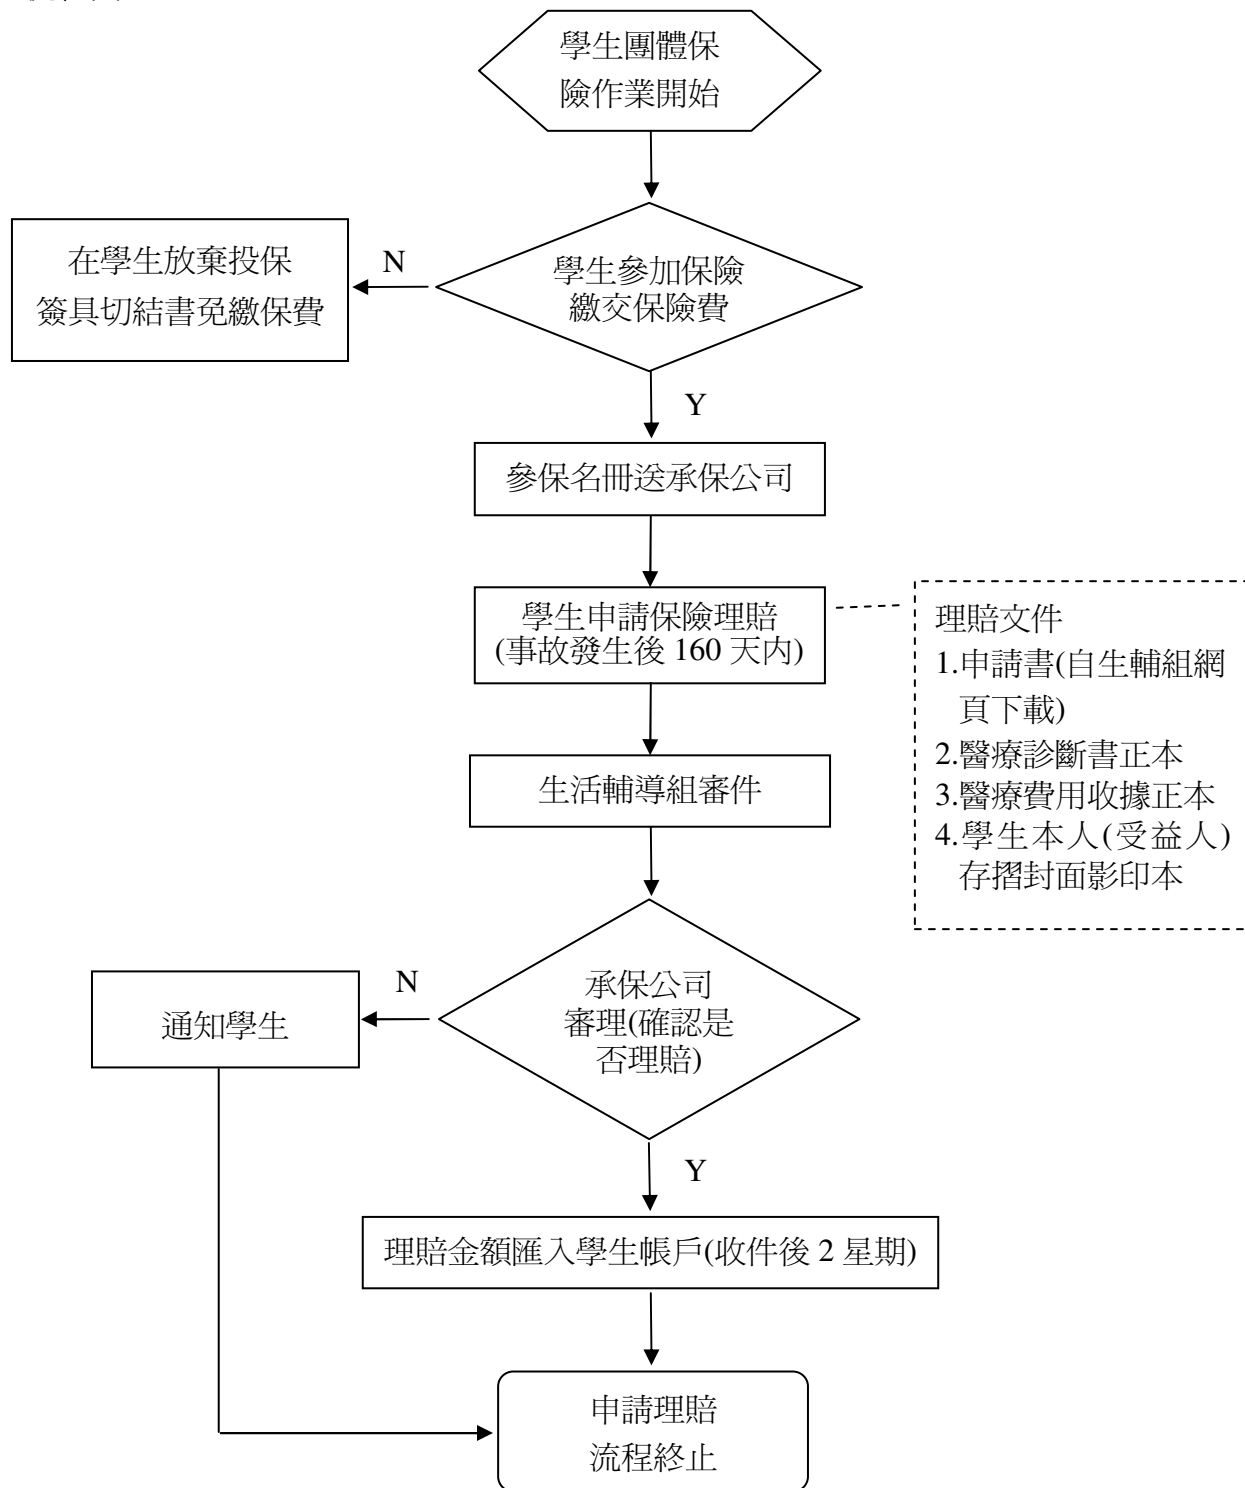 學生團體保
險作業開始
學生參加保險
繳交保險費
N
在學生放棄投保
簽具切結書免繳保費
Y
參保名冊送承保公司
學生申請保險理賠
(事故發生後 160 天內)
理賠文件
1.申請書(自生輔組網
頁下載)
2.醫療診斷書正本
3.醫療費用收據正本
4.學生本人(受益人)
存摺封面影印本
生活輔導組審件
承保公司
審理(確認是
否理賠)
N
通知學生
Y
理賠金額匯入學生帳戶(收件後 2 星期)
申請理賠
流程終止